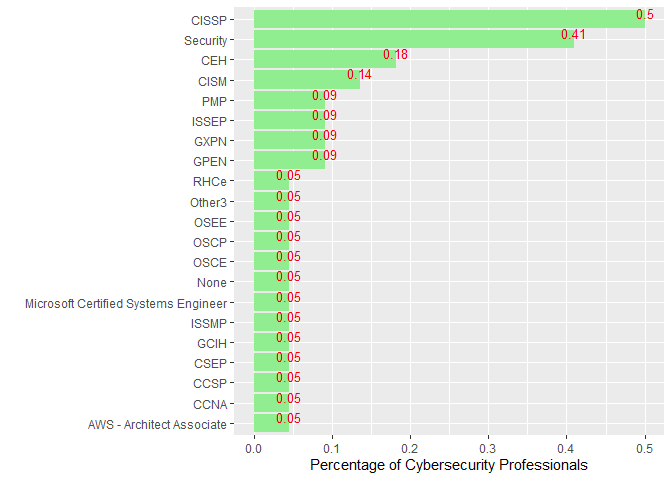 CISSP 0.5
Security 0.41
CEH 0.18
CISM 0.14
PMP 0.09
ISSEP 0.09
GXPN 0.09
GPEN 0.09
RHCe 0.05
Other3 0.05
OSEE 0.05
OSCP 0.05
OSCE 0.05
None 0.05
Microsoft Certified Systems Engineer 0.05
ISSMP 0.05
GCIH 0.05
CSEP 0.05
CCSP 0.05
CCNA 0.05
AWS - Architect Associate 0.05
0.0 0.1 0.2 0.3 0.4 0.5
Percentage of Cybersecurity Professionals